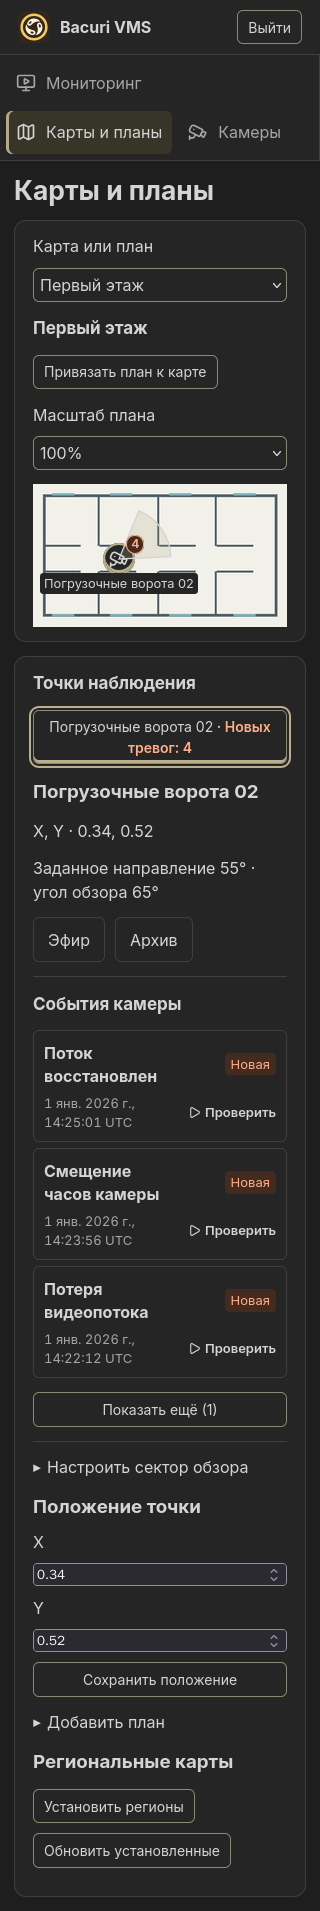 Bacuri VMS
Выйти
Мониторинг
Карты и планы
Камеры
Карты и планы
Карта или план
Первый этаж
Первый этаж
Привязать план к карте
Масштаб плана
100%
4
Погрузочные ворота 02
Точки наблюдения
Погрузочные ворота 02 · Новых
тревог: 4
Погрузочные ворота 02
X, Y · 0.34, 0.52
Заданное направление 55° ·
угол обзора 65°
Эфир
Архив
События камеры
Поток
восстановлен
Новая
1 янв. 2026 г.,
14:25:01 UTC
Проверить
Смещение
часов камеры
Новая
1 янв. 2026 г.,
14:23:56 UTC
Проверить
Потеря
видеопотока
Новая
1 янв. 2026 г.,
14:22:12 UTC
Проверить
Показать ещё (1)
Настроить сектор обзора
Положение точки
X
0.34
Y
0.52
Сохранить положение
Добавить план
Региональные карты
Установить регионы
Обновить установленные